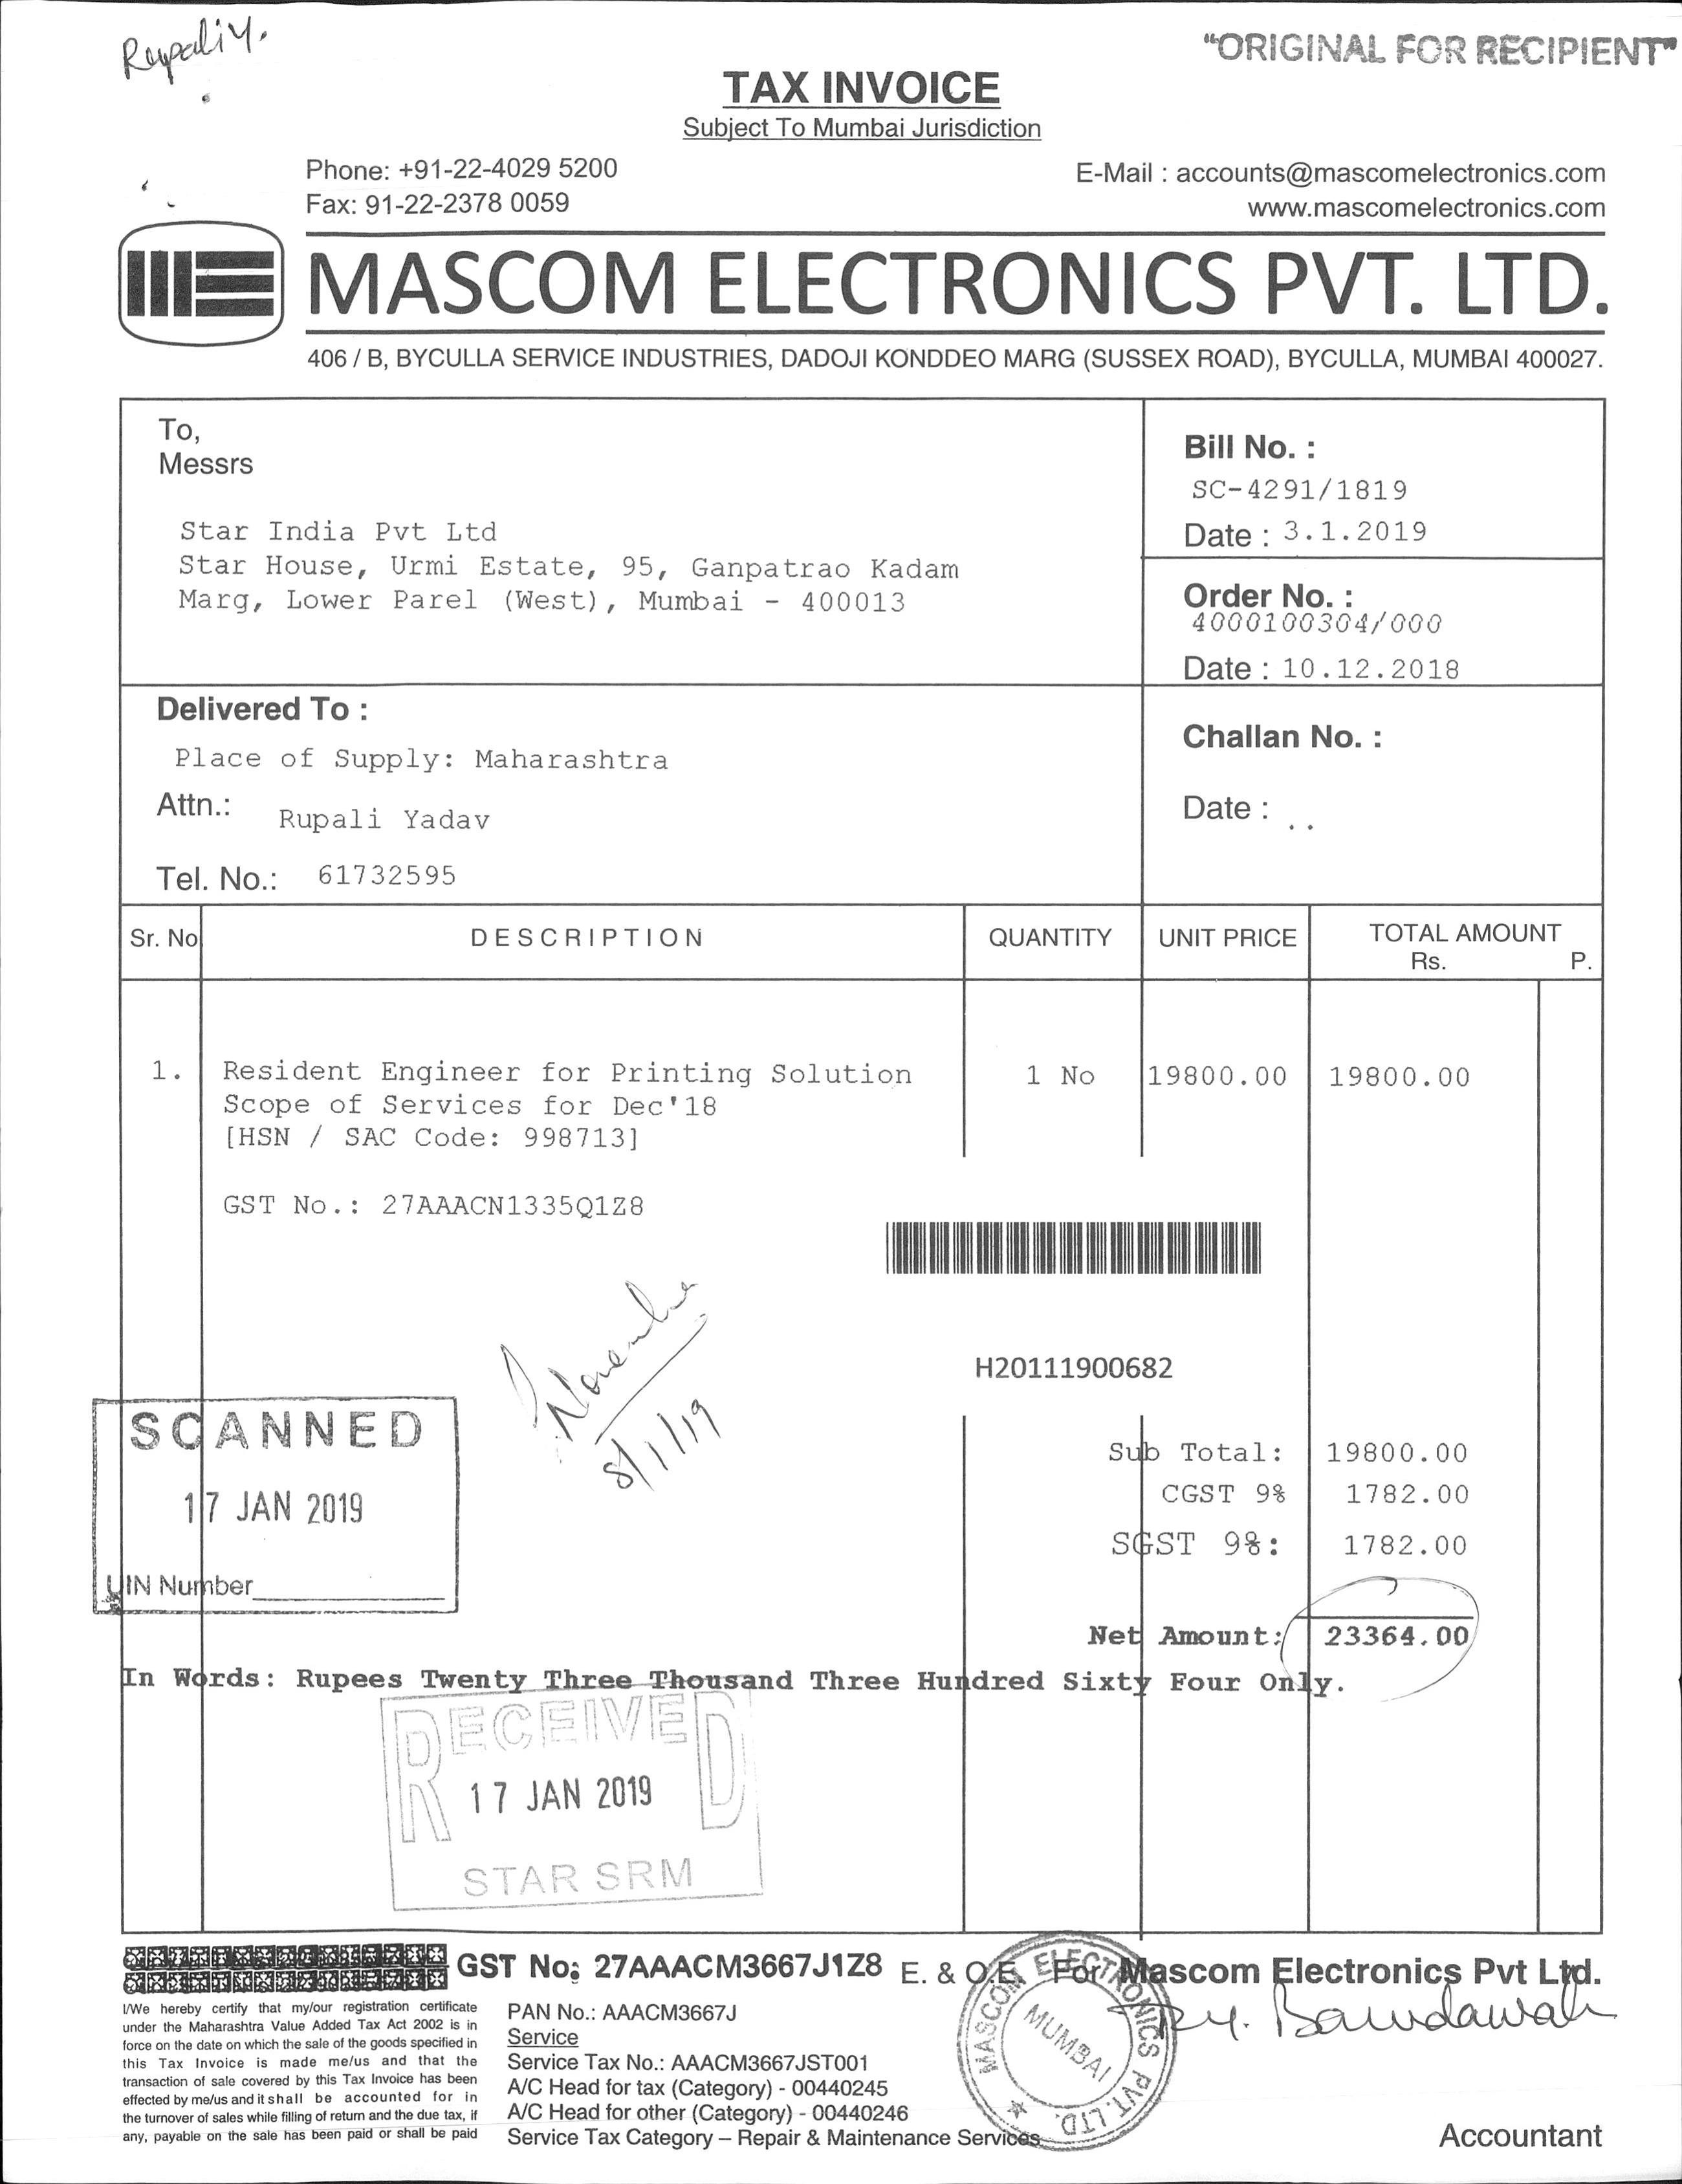 Rupali Y.
"ORIGINAL FOR RECIPIENT"
TAX INVOICE
Subject To Mumbai Jurisdiction
Phone: +91-22-4029 5200
Fax: 91-22-2378 0059
E-Mail : accounts@mascomelectronics.com
www.mascomelectronics.com
MASCOM ELECTRONICS PVT. LTD.
406 / B, BYCULLA SERVICE INDUSTRIES, DADOJI KONDDEO MARG (SUSSEX ROAD), BYCULLA, MUMBAI 400027.
To,
Messrs
Star India Pvt Ltd
Star House, Urmi Estate, 95, Ganpatrao Kadam
Marg, Lower Parel (West), Mumbai - 400013
Bill No. :
SC-4291/1819
Date : 3.1.2019
Order No. :
4000100304/000
Date : 10.12.2018
Delivered To :
Place of Supply: Maharashtra
Attn.: Rupali Yadav
Tel. No.: 61732595
Challan No. :
Date : . .
Sr. No DESCRIPTION QUANTITY UNIT PRICE TOTAL AMOUNT
Rs. P.
1. Resident Engineer for Printing Solution 1 No 19800.00 19800.00
Scope of Services for Dec'18
[HSN / SAC Code: 998713]
GST No.: 27AAACN1335Q1Z8
H20111900682
8/1/19
SCANNED
17 JAN 2019
UIN Number
Sub Total: 19800.00
CGST 9% 1782.00
SGST 9%: 1782.00
Net Amount: 23364.00
In Words: Rupees Twenty Three Thousand Three Hundred Sixty Four Only.
RECEIVED
17 JAN 2019
STAR SRM
GST No: 27AAACM3667J1Z8 E. & O.E. For Mascom Electronics Pvt Ltd.
I/We hereby certify that my/our registration certificate
under the Maharashtra Value Added Tax Act 2002 is in
force on the date on which the sale of the goods specified in
this Tax Invoice is made me/us and that the
transaction of sale covered by this Tax Invoice has been
effected by me/us and it shall be accounted for in
the turnover of sales while filling of return and the due tax, if
any, payable on the sale has been paid or shall be paid
PAN No.: AAACM3667J
Service
Service Tax No.: AAACM3667JST001
A/C Head for tax (Category) - 00440245
A/C Head for other (Category) - 00440246
Service Tax Category – Repair & Maintenance Services
MASCOM ELECTRONICS PVT. LTD.
MUMBAI
Accountant